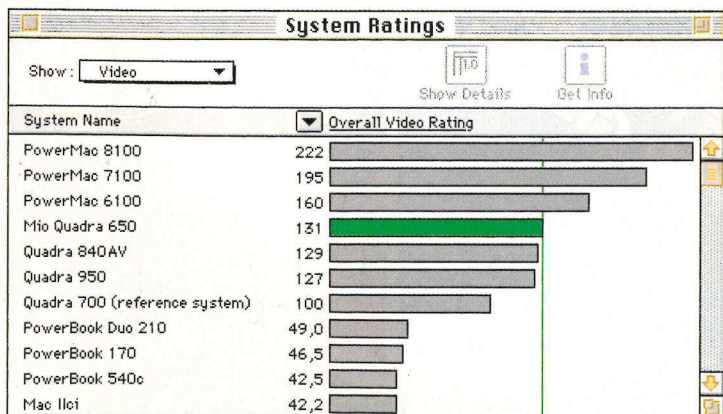 System Ratings
Show: Video
1.0
Show Details Get Info
System Name Overall Video Rating
PowerMac 8100 222
PowerMac 7100 195
PowerMac 6100 160
Mio Quadra 650 131
Quadra 840AV 129
Quadra 950 127
Quadra 700 (reference system) 100
PowerBook Duo 210 49,0
PowerBook 170 46,5
PowerBook 540c 42,5
Mac IIci 42,2